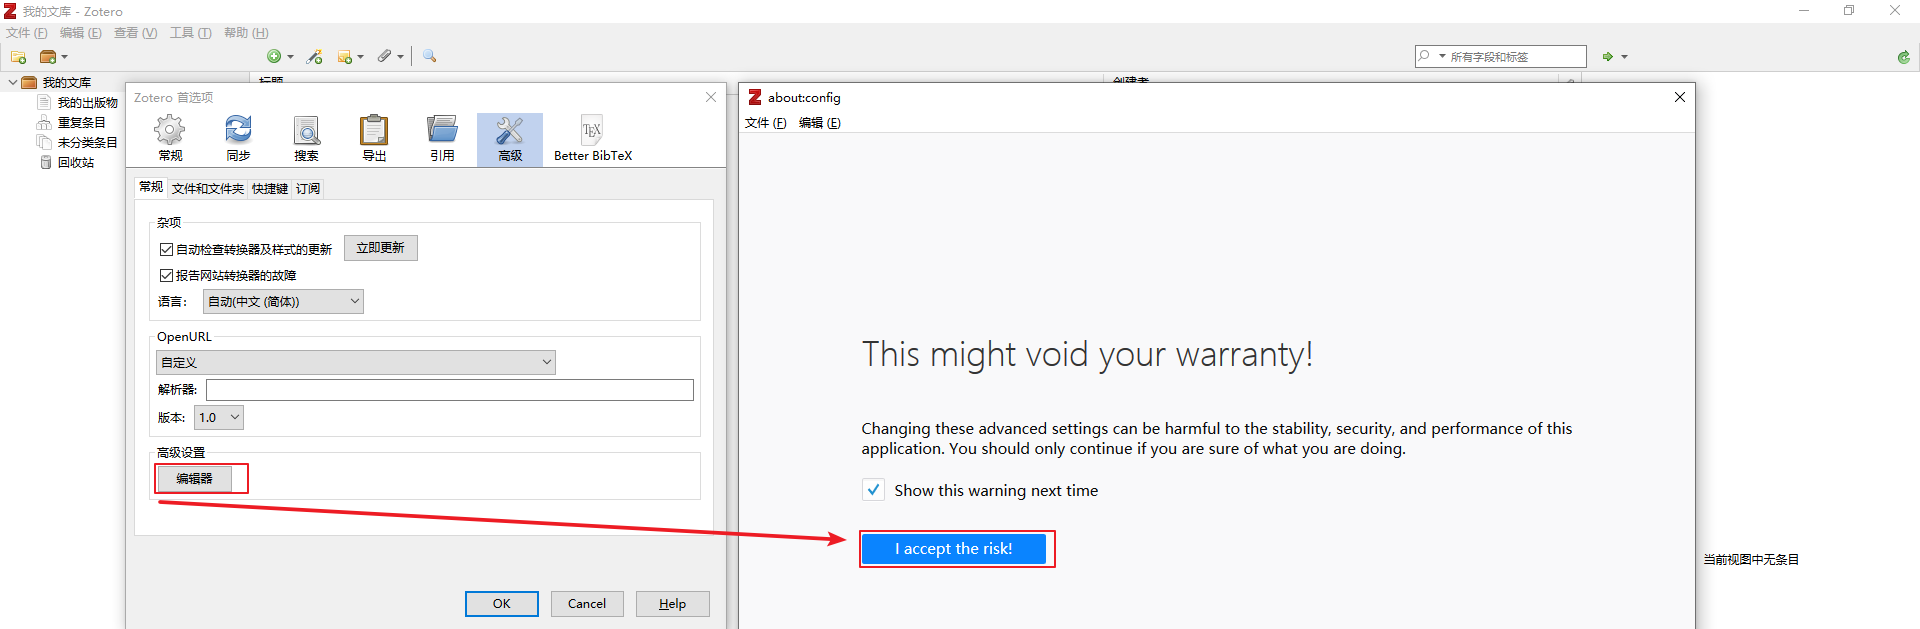 我的文库 - Zotero
文件 (F) 编辑 (E) 查看 (V) 工具 (T) 帮助 (H)
所有字段和标签
我的文库
我的出版物
重复条目
未分类条目
回收站
标题
创建者
Zotero 首选项
常规 同步 搜索 导出 引用 高级 Better BibTeX
常规 文件和文件夹 快捷键 订阅
杂项
自动检查转换器及样式的更新 立即更新
报告网站转换器的故障
语言: 自动(中文 (简体))
OpenURL
自定义
解析器:
版本: 1.0
高级设置
编辑器
OK Cancel Help
about:config
文件 (F) 编辑 (E)
This might void your warranty!
Changing these advanced settings can be harmful to the stability, security, and performance of this
application. You should only continue if you are sure of what you are doing.
Show this warning next time
I accept the risk!
当前视图中无条目